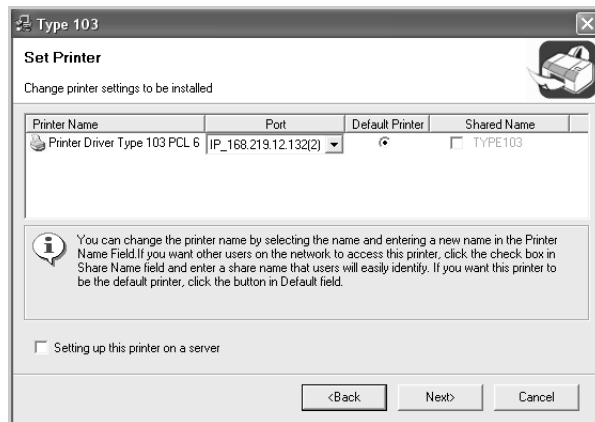 Type 103
Set Printer
Change printer settings to be installed
Printer Name Port Default Printer Shared Name
Printer Driver Type 103 PCL 6 IP_168.219.12.132(2) TYPE103
You can change the printer name by selecting the name and entering a new name in the Printer
Name Field.If you want other users on the network to access this printer, click the check box in
Share Name field and enter a share name that users will easily identify. If you want this printer to
be the default printer, click the button in Default field.
Setting up this printer on a server
<Back Next> Cancel